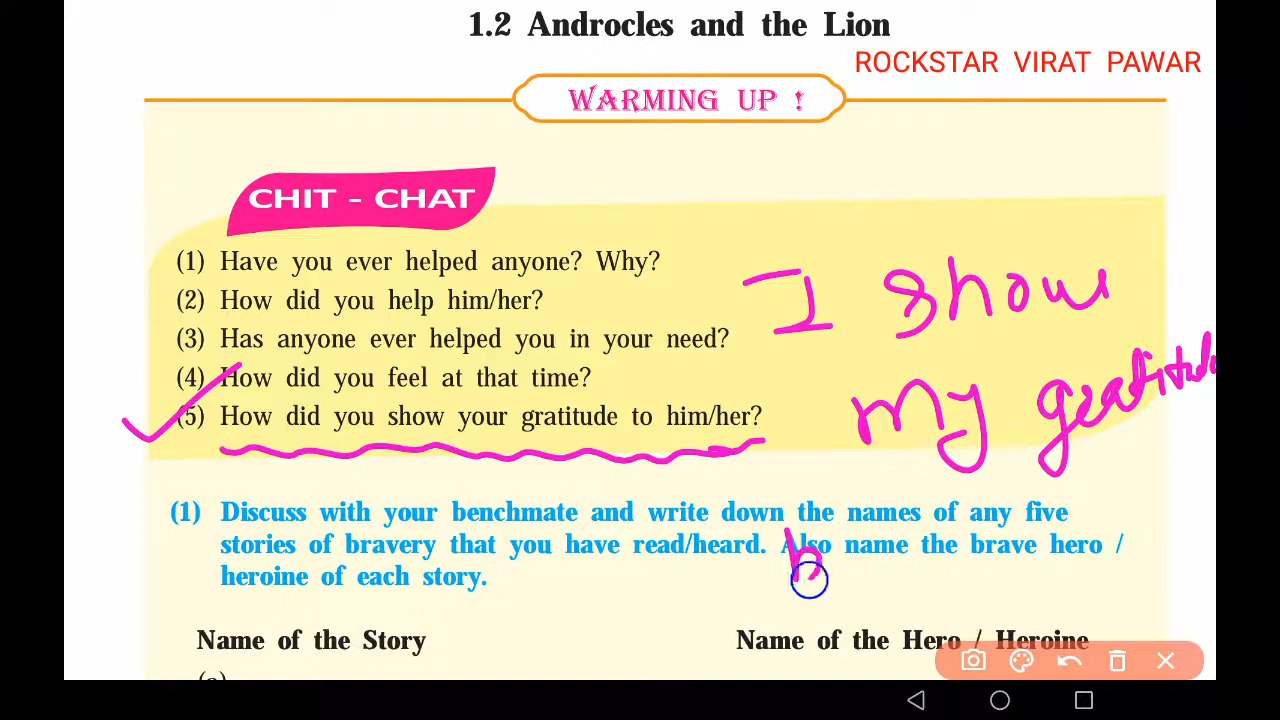 1.2 Androcles and the Lion
ROCKSTAR VIRAT PAWAR
WARMING UP !
CHIT - CHAT
(1) Have you ever helped anyone? Why?
(2) How did you help him/her?
(3) Has anyone ever helped you in your need?
(4) How did you feel at that time?
(5) How did you show your gratitude to him/her?
I show
my
(1) Discuss with your benchmate and write down the names of any five
stories of bravery that you have read/heard. Also name the brave hero /
heroine of each story.
b
Name of the Story
Name of the Hero / Heroine